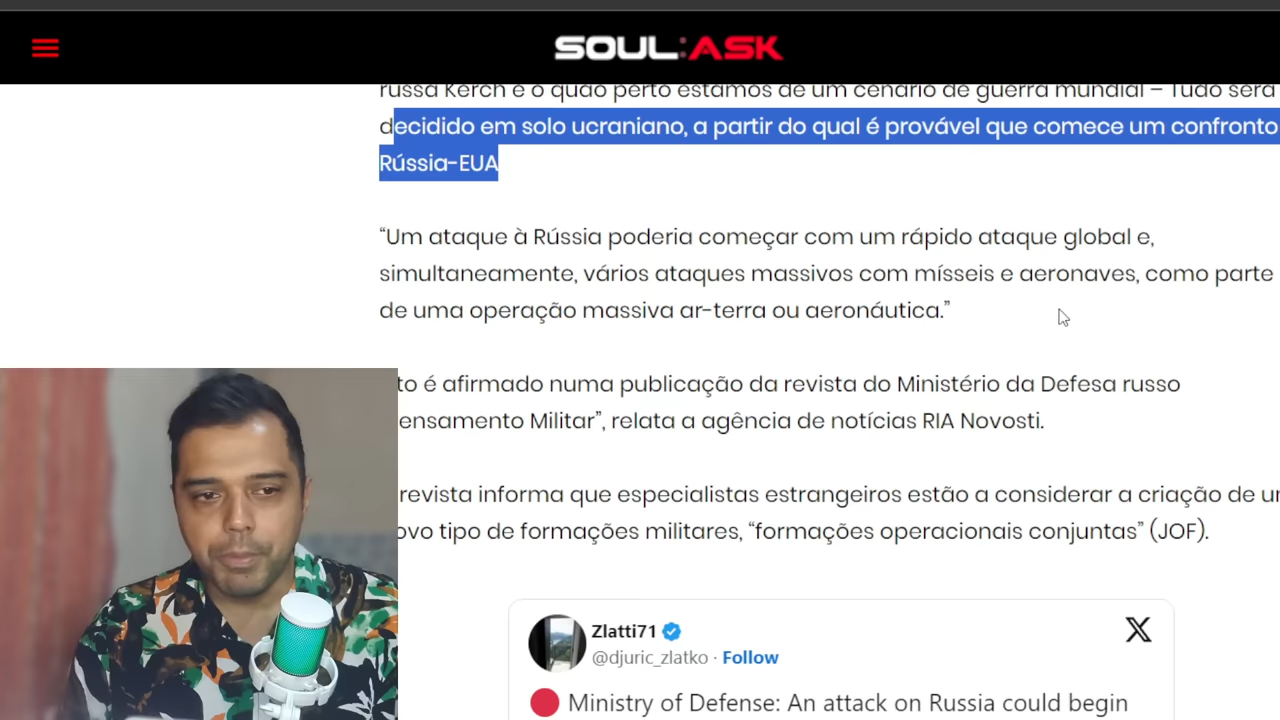 SOUL:ASK
russa Kerch e o quão perto estamos de um cenário de guerra mundial – Tudo será
decidido em solo ucraniano, a partir do qual é provável que comece um confronto
Rússia-EUA
“Um ataque à Rússia poderia começar com um rápido ataque global e,
simultaneamente, vários ataques massivos com mísseis e aeronaves, como parte
de uma operação massiva ar-terra ou aeronáutica.”
to é afirmado numa publicação da revista do Ministério da Defesa russo
ensamento Militar”, relata a agência de notícias RIA Novosti.
revista informa que especialistas estrangeiros estão a considerar a criação de
ovo tipo de formações militares, “formações operacionais conjuntas” (JOF).
Zlatti71
@djuric_zlatko · Follow
Ministry of Defense: An attack on Russia could begin